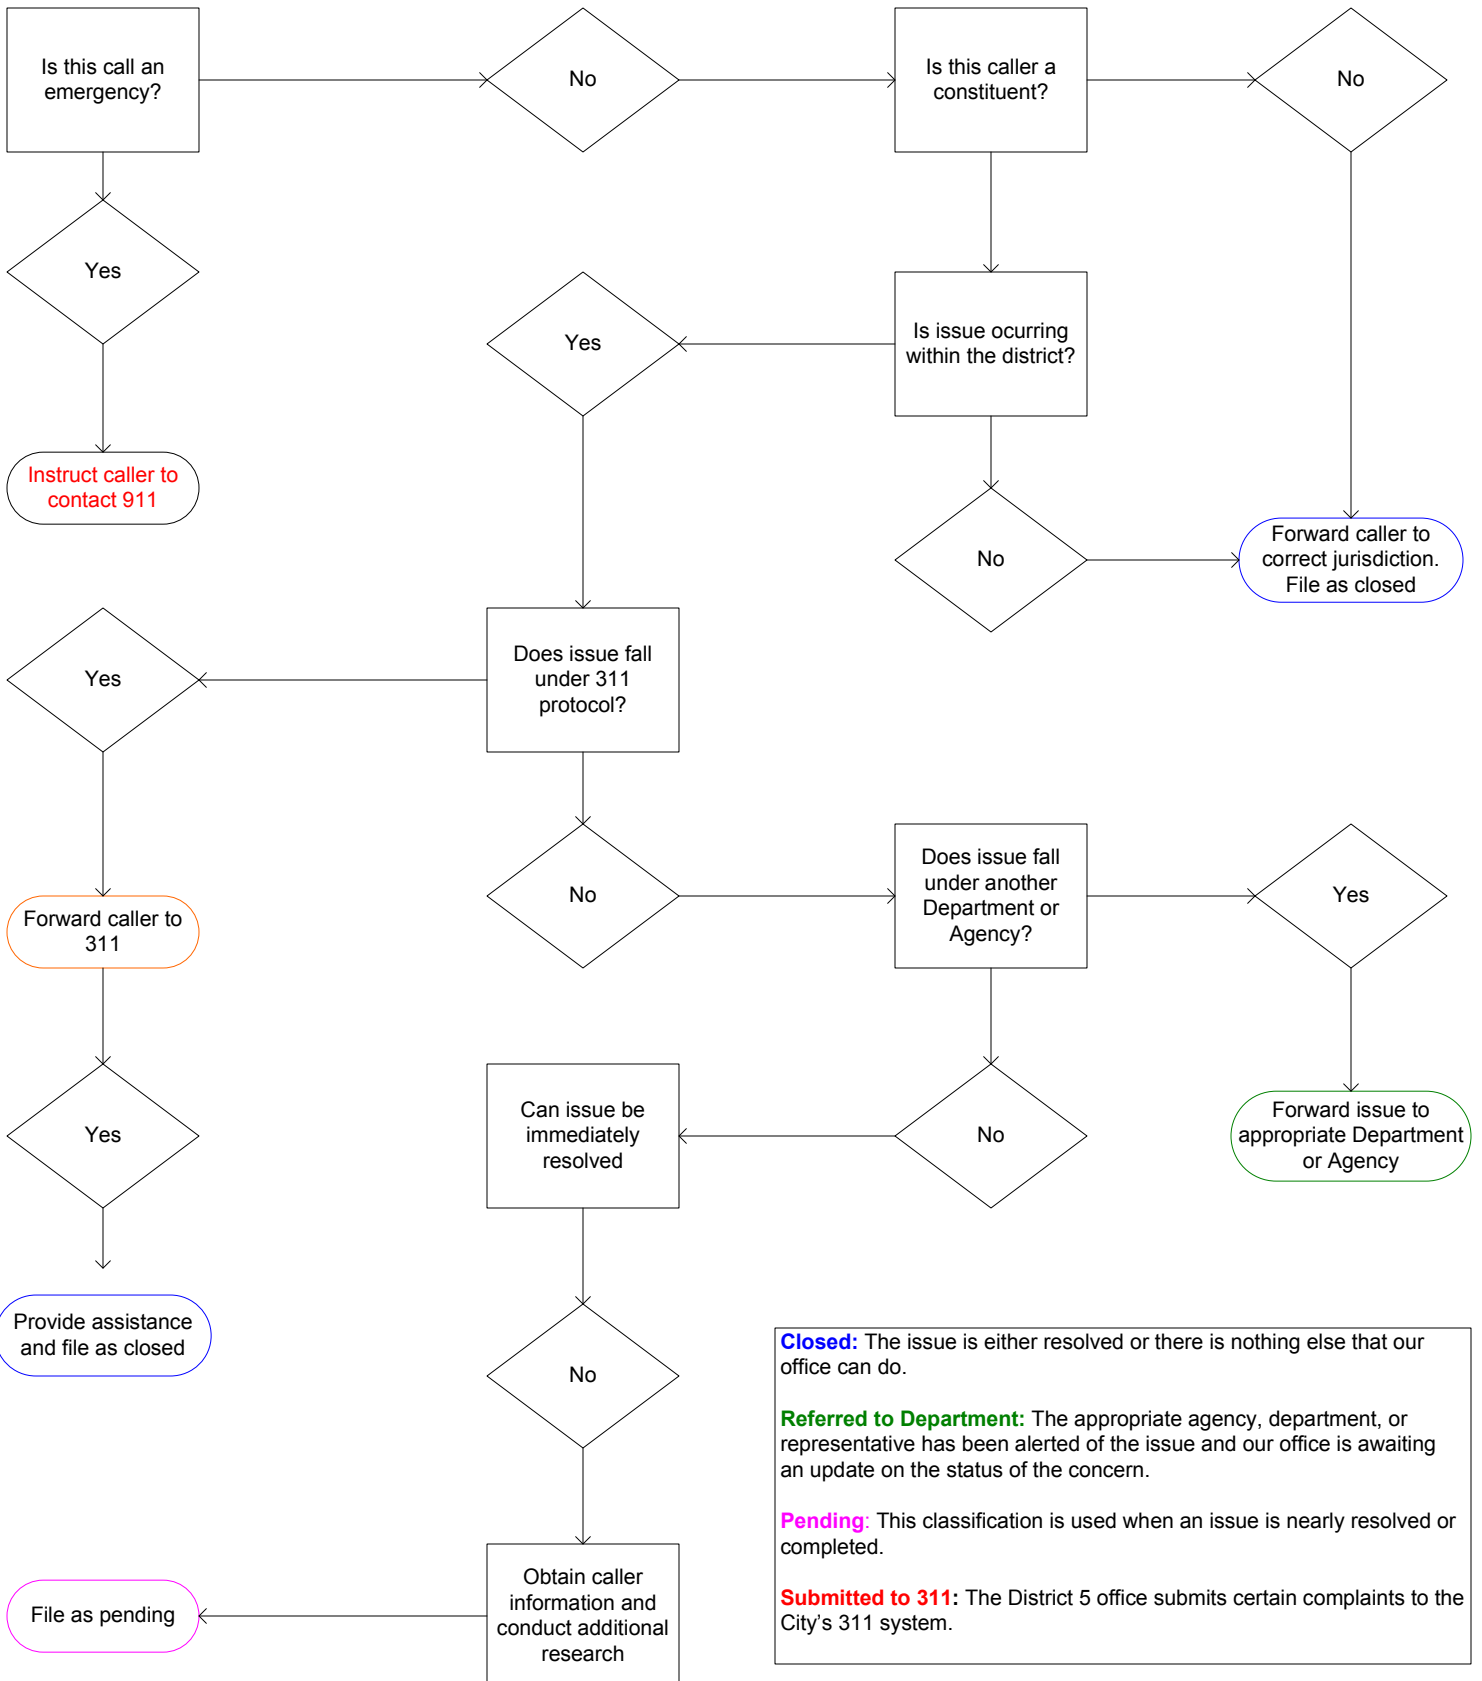 Is this call an
emergency?
No
Is this caller a
constituent?
No
Yes
Yes
Is issue ocurring
within the district?
Instruct caller to
contact 911
No
Forward caller to
correct jurisdiction.
File as closed
Yes
Does issue fall
under 311
protocol?
Forward caller to
311
No
Does issue fall
under another
Department or
Agency?
Yes
Yes
Can issue be
immediately
resolved
No
Forward issue to
appropriate Department
or Agency
Provide assistance
and file as closed
No
Closed: The issue is either resolved or there is nothing else that our
office can do.
Referred to Department: The appropriate agency, department, or
representative has been alerted of the issue and our office is awaiting
an update on the status of the concern.
Pending: This classification is used when an issue is nearly resolved or
completed.
Submitted to 311: The District 5 office submits certain complaints to the
City’s 311 system.
File as pending
Obtain caller
information and
conduct additional
research